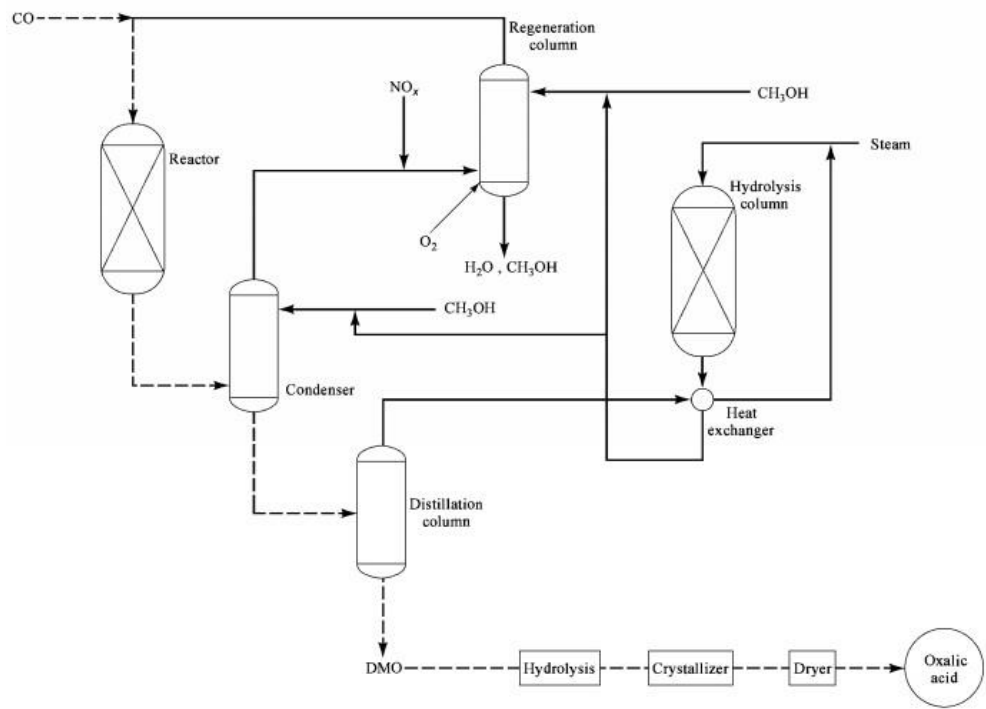 CO
Regeneration
column
NOₓ
CH₃OH
Reactor
Steam
Hydrolysis
column
O₂
H₂O , CH₃OH
CH₃OH
Condenser
Heat
exchanger
Distillation
column
DMO
Hydrolysis
Crystallizer
Dryer
Oxalic
acid